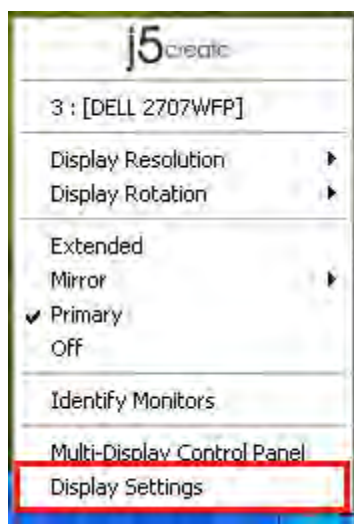 j5create
3 : [DELL 2707WFP]
Display Resolution
Display Rotation
Extended
Mirror
Primary
Off
Identify Monitors
Multi-Display Control Panel
Display Settings